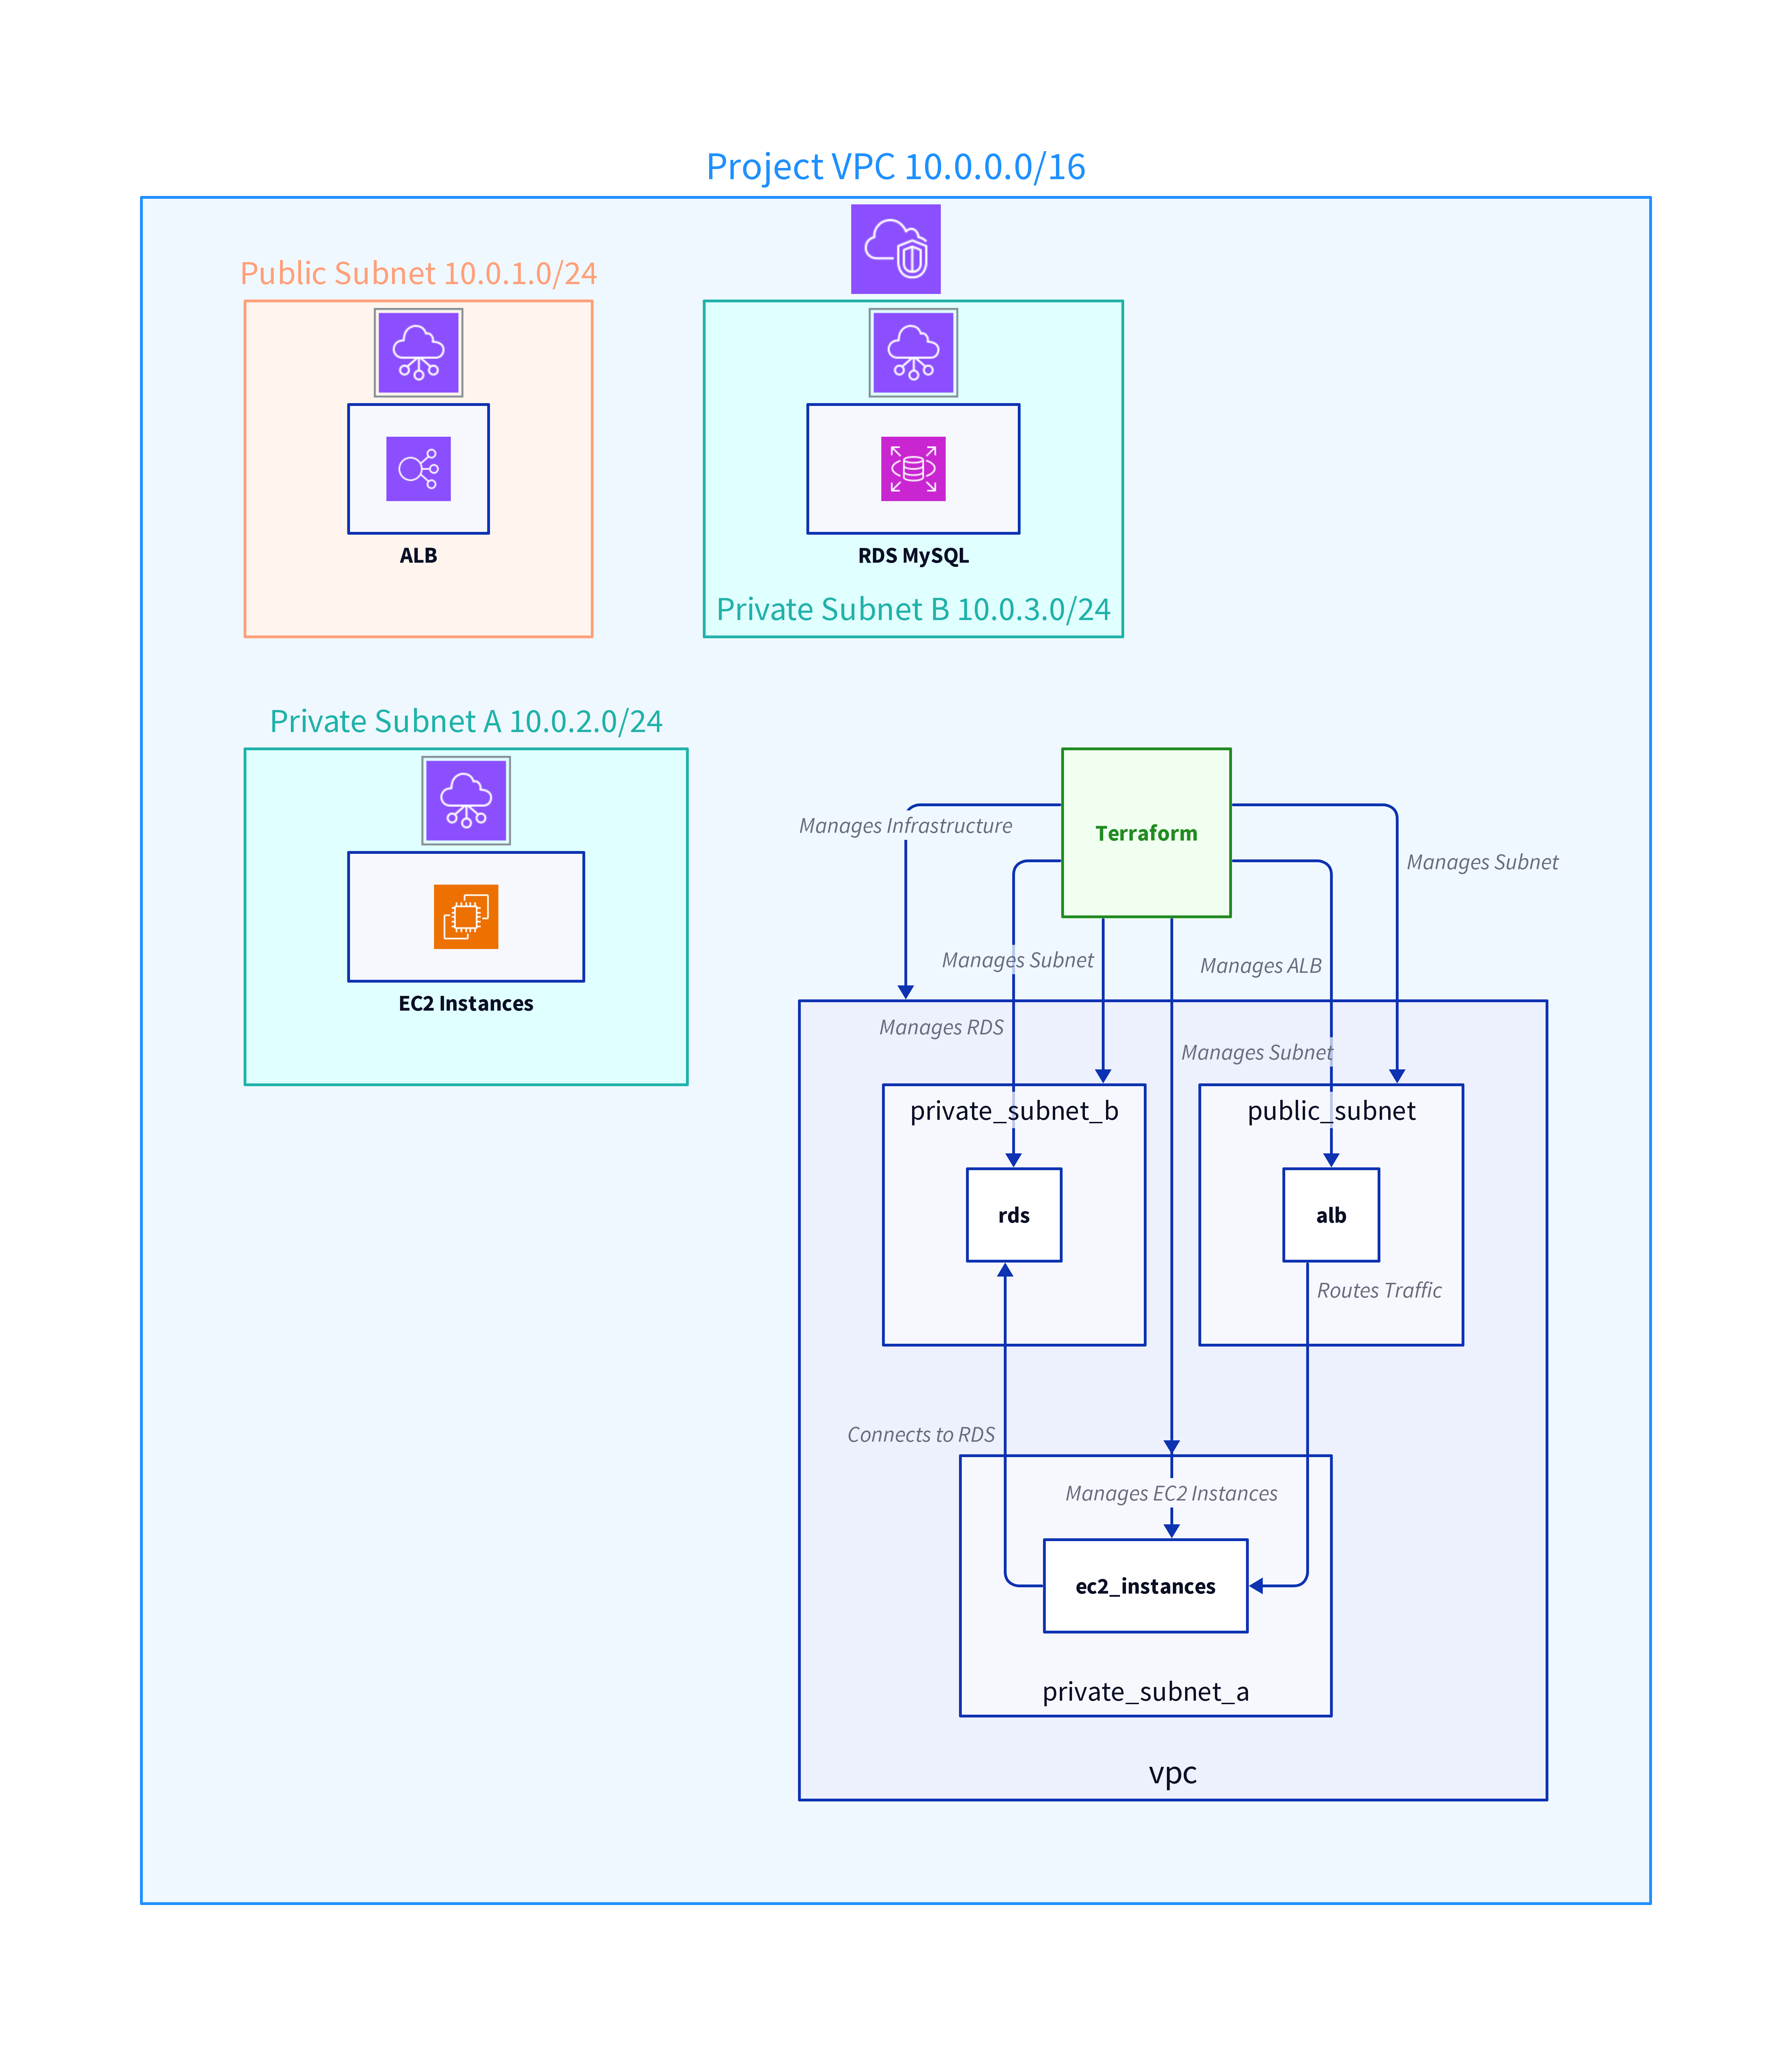 Project VPC 10.0.0.0/16
Public Subnet 10.0.1.0/24
ALB
RDS MySQL
Private Subnet B 10.0.3.0/24
Private Subnet A 10.0.2.0/24
EC2 Instances
Terraform
Manages Infrastructure
Manages Subnet
Manages Subnet
Manages ALB
Manages RDS
Manages Subnet
private_subnet_b
public_subnet
rds
alb
Routes Traffic
Connects to RDS
Manages EC2 Instances
ec2_instances
private_subnet_a
vpc